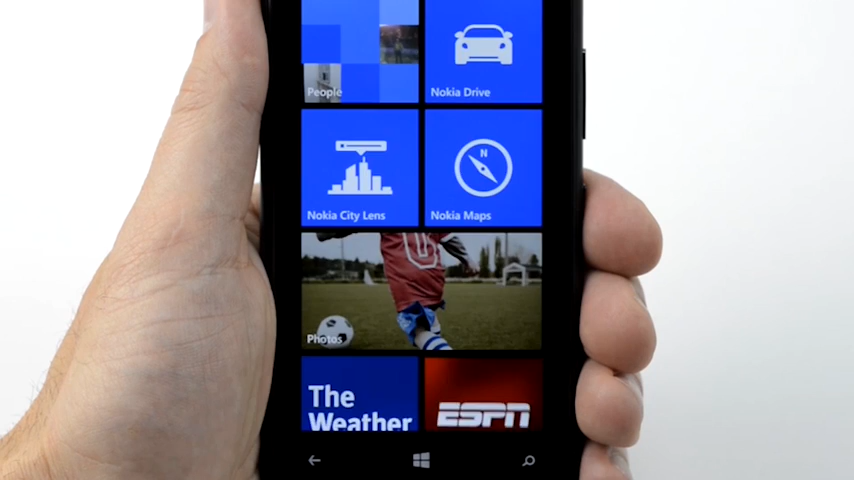 People
Nokia Drive
N
Nokia City Lens
Nokia Maps
Photos
The
Weather
ESPN